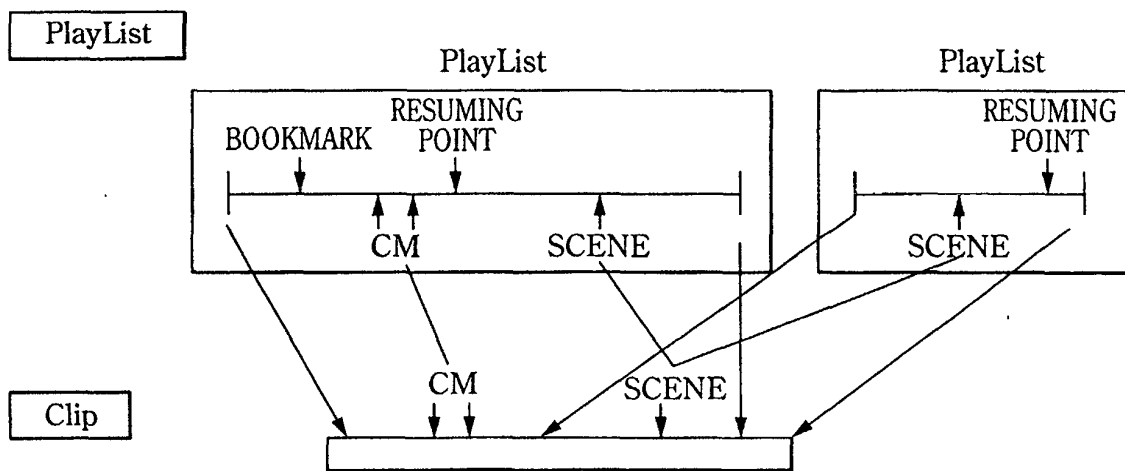 PlayList
PlayList
PlayList
RESUMING
POINT
BOOKMARK
RESUMING
POINT
CM
SCENE
SCENE
CM
SCENE
Clip